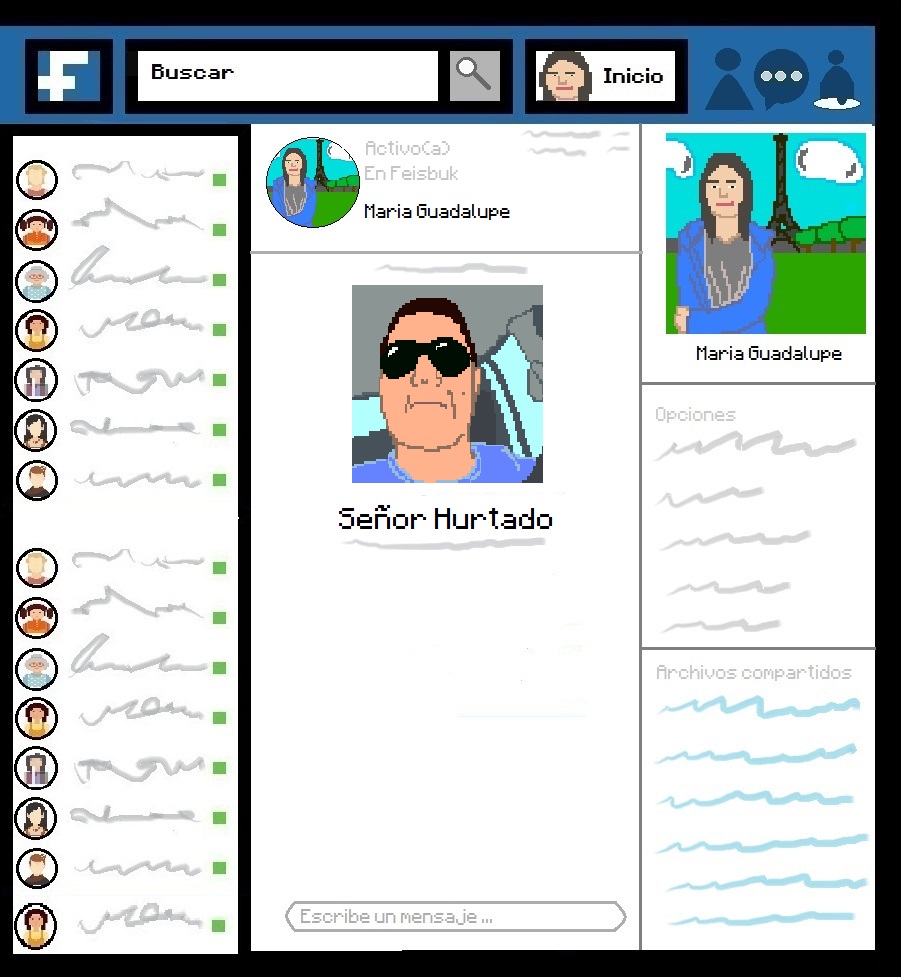 F
Buscar
Inicio
Activo(a)
En Feisbuk
Maria Guadalupe
Maria Guadalupe
Señor Hurtado
Opciones
Archivos compartidos
Escribe un mensaje ...